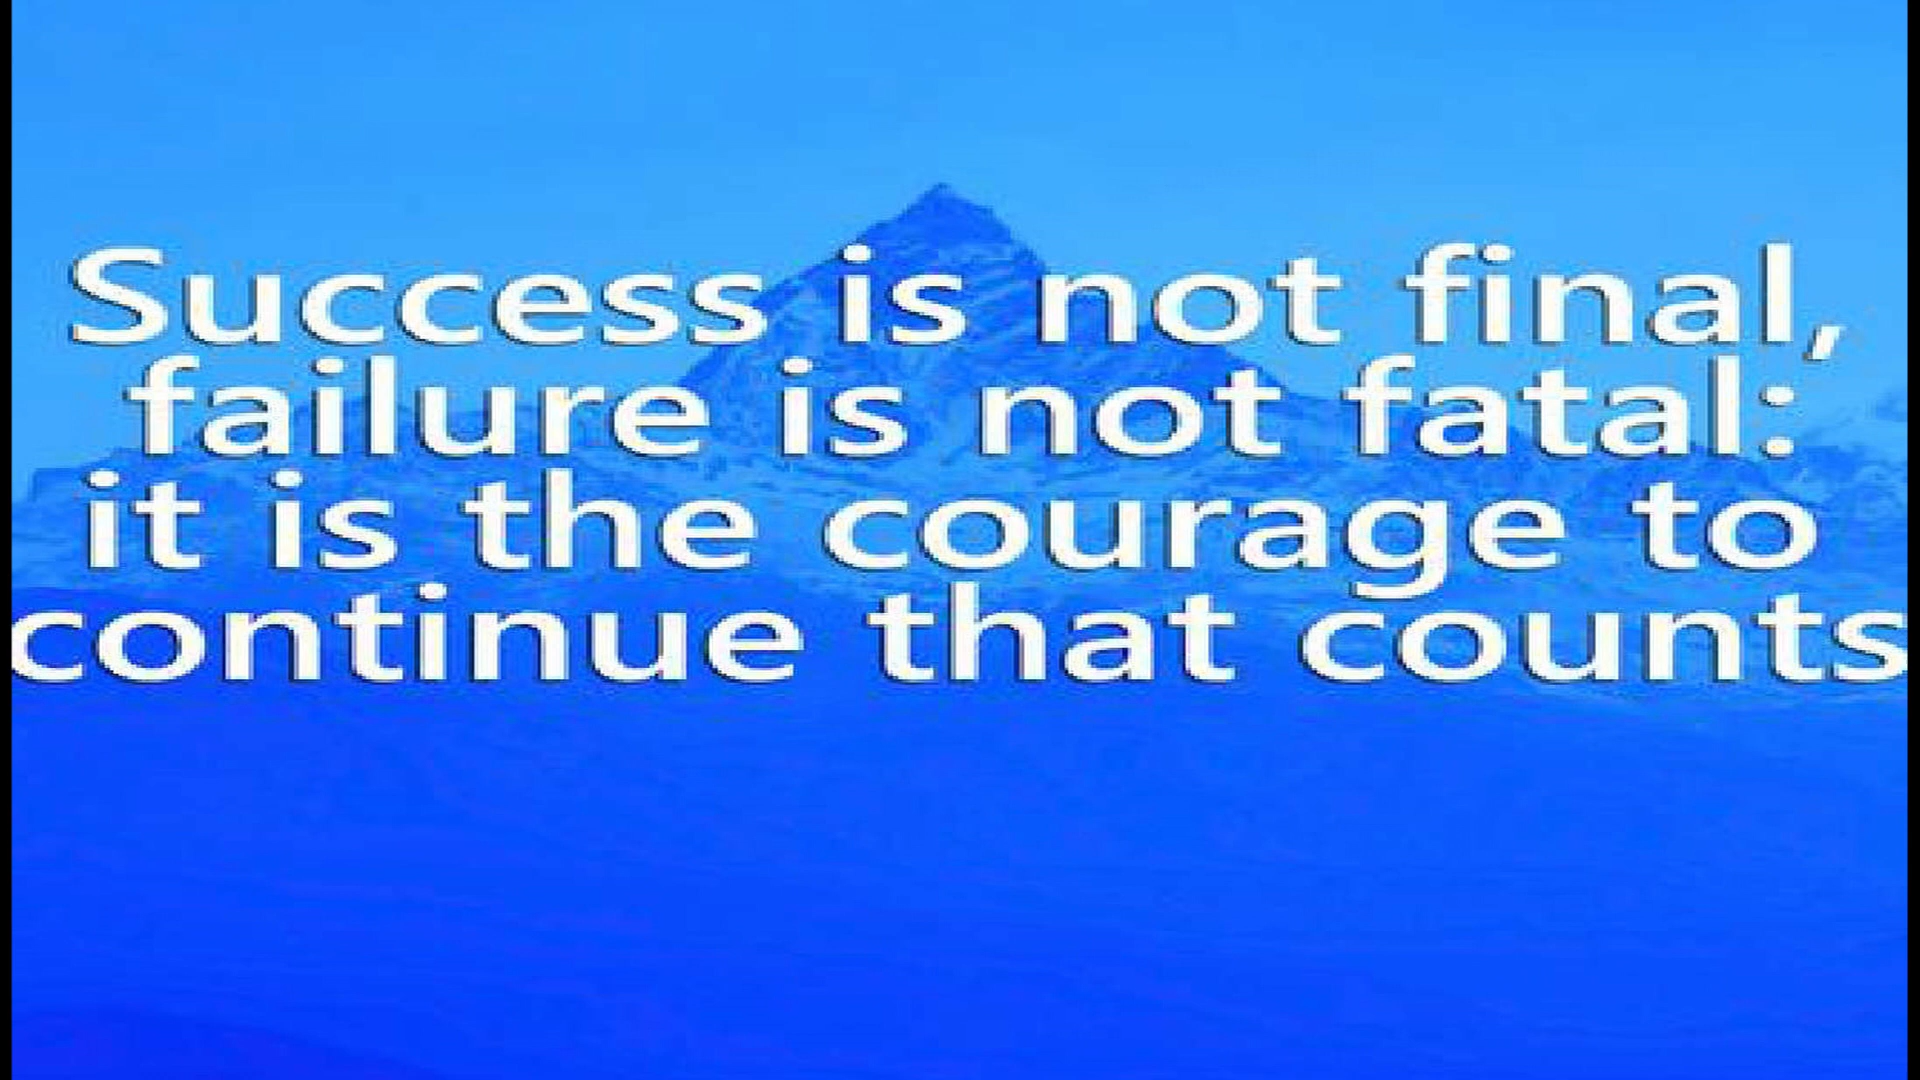 Success is not final,
failure is not fatal:
it is the courage to
continue that counts